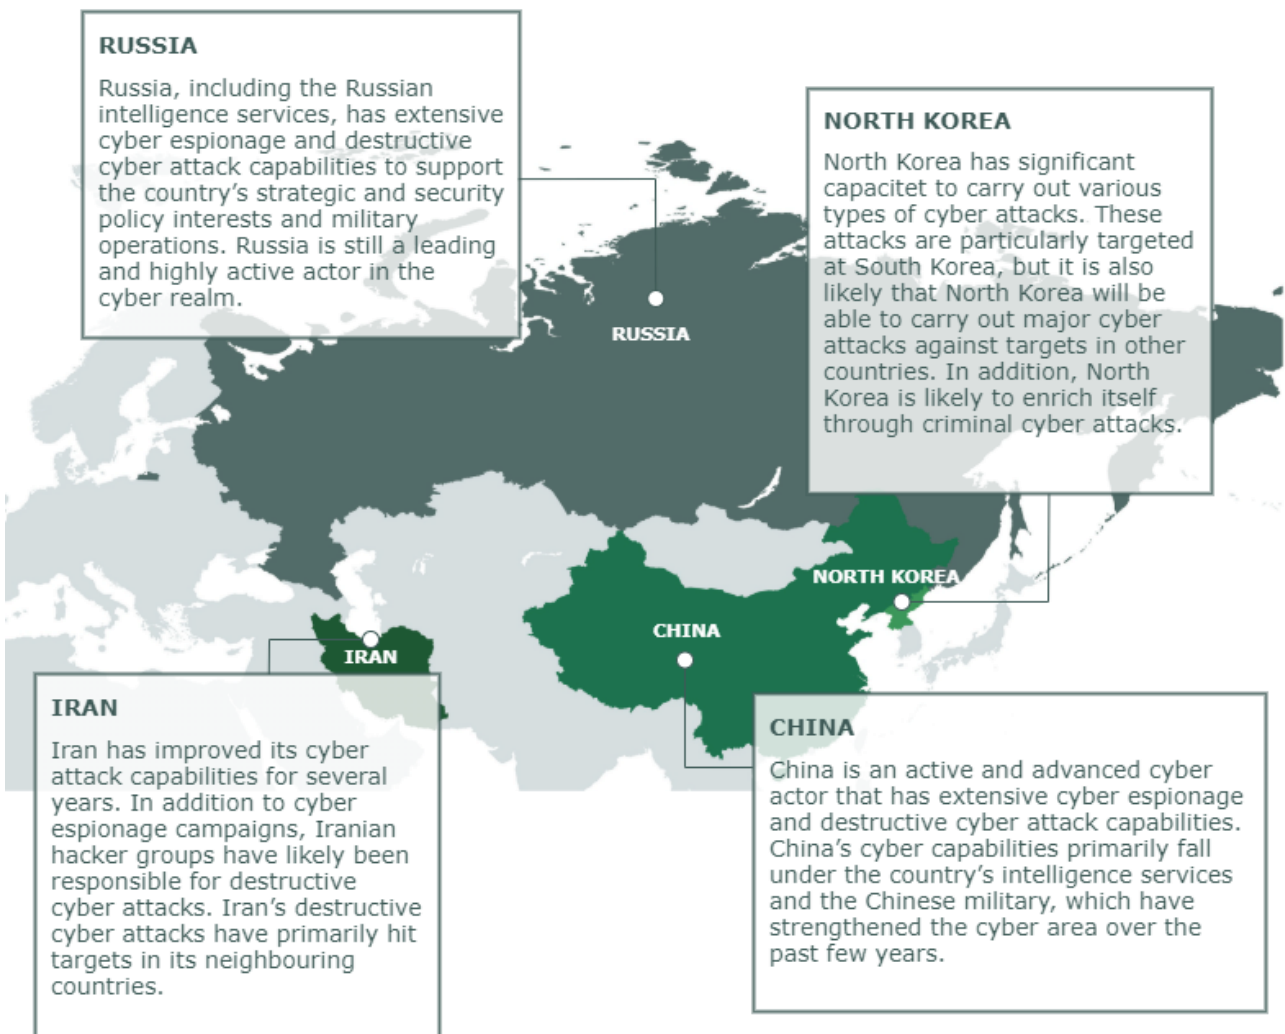 RUSSIA
Russia, including the Russian
intelligence services, has extensive
cyber espionage and destructive
cyber attack capabilities to support
the country's strategic and security
policy interests and military
operations. Russia is still a leading
and highly active actor in the
cyber realm.
NORTH KOREA
North Korea has significant
capacitet to carry out various
types of cyber attacks. These
attacks are particularly targeted
at South Korea, but it is also
likely that North Korea will be
able to carry out major cyber
attacks against targets in other
countries. In addition, North
Korea is likely to enrich itself
through criminal cyber attacks.
RUSSIA
NORTH KOREA
CHINA
IRAN
IRAN
Iran has improved its cyber
attack capabilities for several
years. In addition to cyber
espionage campaigns, Iranian
hacker groups have likely been
responsible for destructive
cyber attacks. Iran's destructive
cyber attacks have primarily hit
targets in its neighbouring
countries.
CHINA
China is an active and advanced cyber
actor that has extensive cyber espionage
and destructive cyber attack capabilities.
China's cyber capabilities primarily fall
under the country's intelligence services
and the Chinese military, which have
strengthened the cyber area over the
past few years.